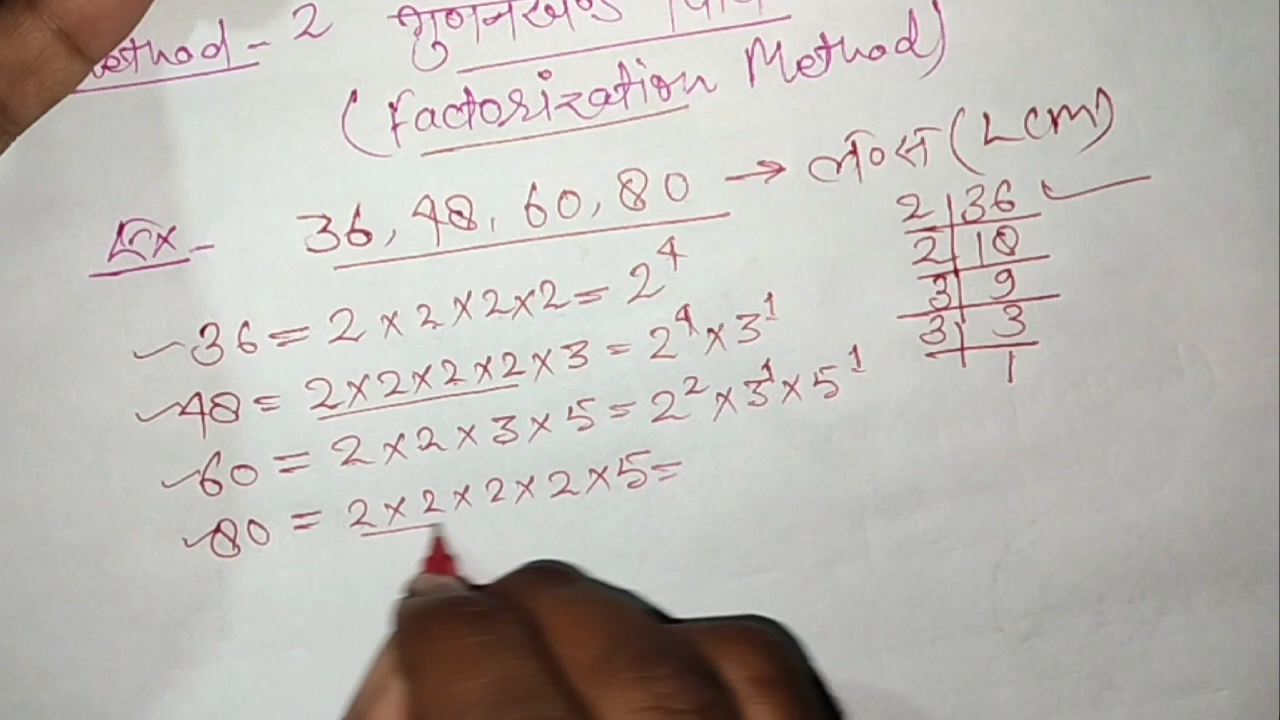 Method - 2 गुणनखण्ड विधि
(Factorization Method)
Ex - 36, 48, 60, 80 → ल०स (LCM)
36 = 2 × 2 × 2 × 2 = 2⁴
48 = 2 × 2 × 2 × 2 × 3 = 2⁴ × 3¹
60 = 2 × 2 × 3 × 5 = 2² × 3¹ × 5¹
80 = 2 × 2 × 2 × 2 × 5 =
2 | 36
2 | 18
3 | 9
3 | 3
1